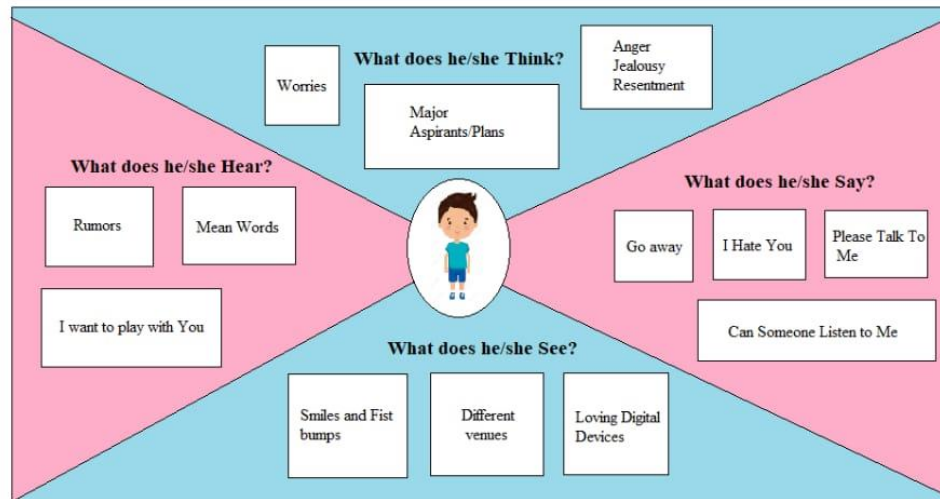 What does he/she Think?
Worries
Major
Aspirants/Plans
Anger
Jealousy
Resentment
What does he/she Hear?
Rumors
Mean Words
I want to play with You
What does he/she Say?
Go away
I Hate You
Please Talk To
Me
Can Someone Listen to Me
What does he/she See?
Smiles and Fist
bumps
Different
venues
Loving Digital
Devices